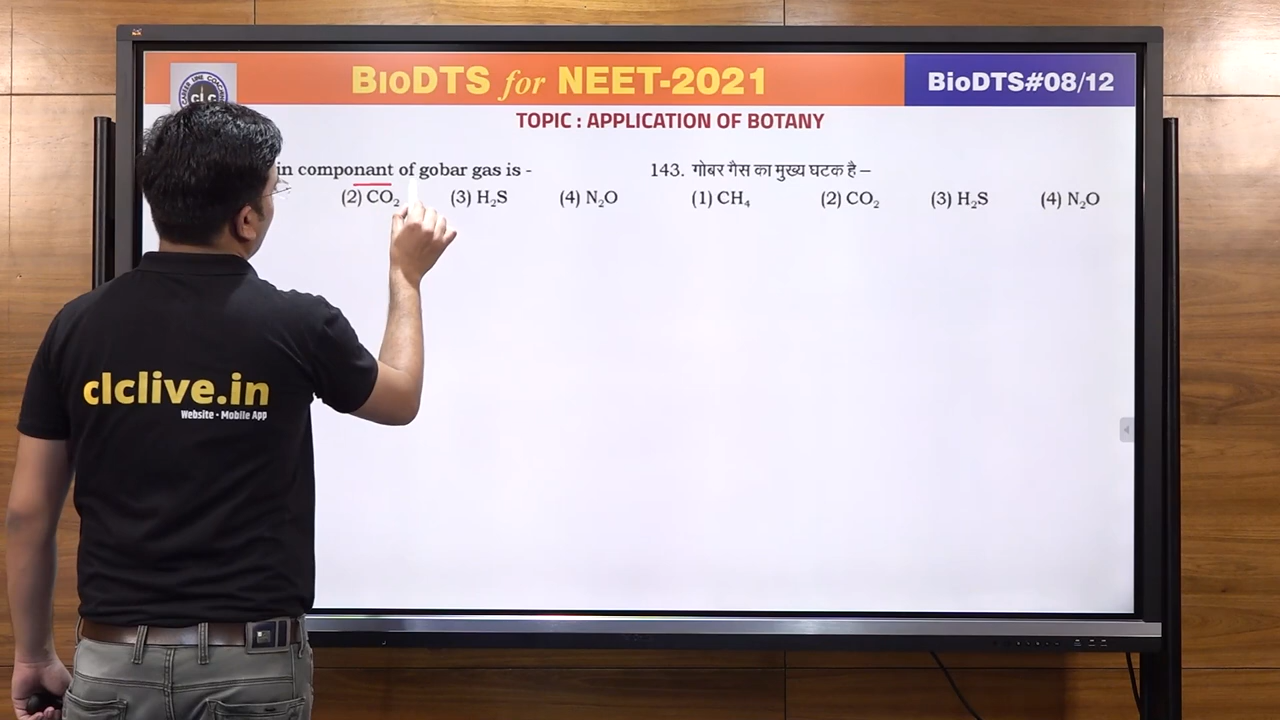 BioDTS for NEET-2021
BioDTS#08/12
CLC
TOPIC : APPLICATION OF BOTANY
in componant of gobar gas is -
(2) CO₂ (3) H₂S (4) N₂O
143. गोबर गैस का मुख्य घटक है –
(1) CH₄ (2) CO₂ (3) H₂S (4) N₂O
clclive.in
Website • Mobile App